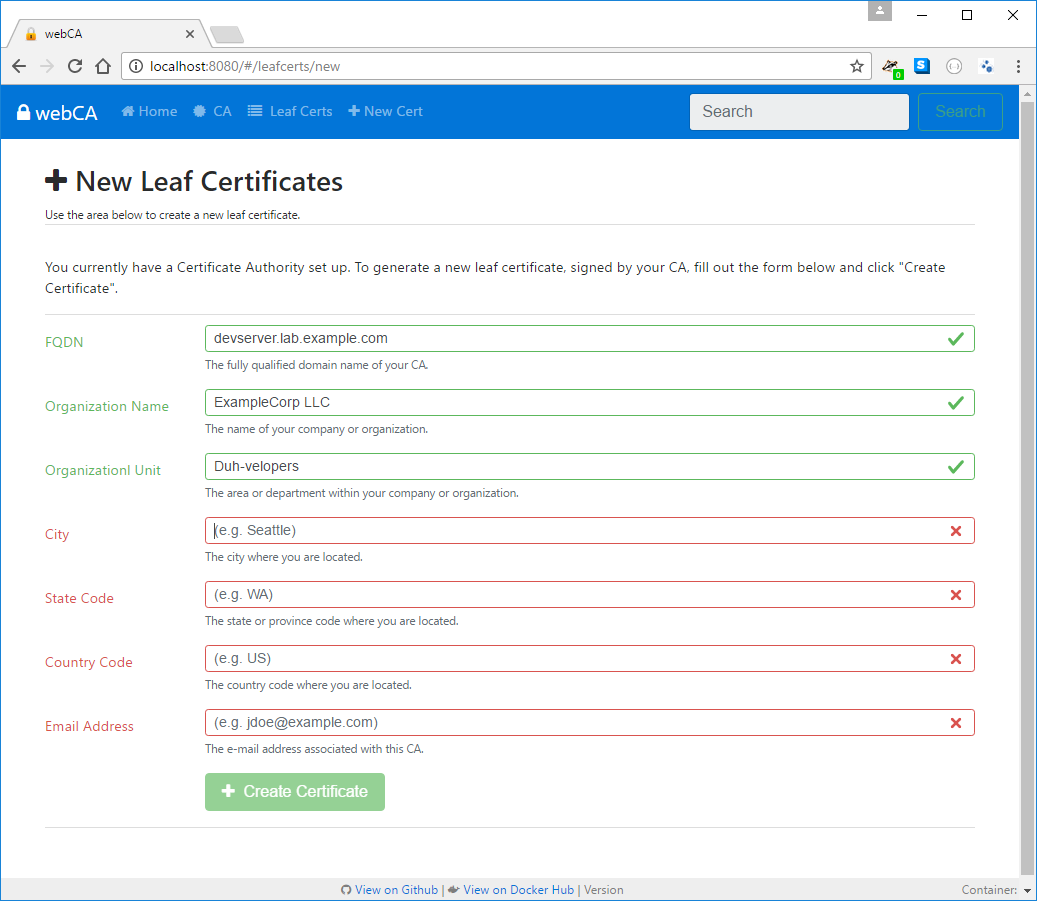 webCA
localhost:8080/#/leafcerts/new
0
S
webCA Home CA Leaf Certs New Cert Search Search
New Leaf Certificates
Use the area below to create a new leaf certificate.
You currently have a Certificate Authority set up. To generate a new leaf certificate, signed by your CA, fill out the form below and click "Create
Certificate".
FQDN devserver.lab.example.com
The fully qualified domain name of your CA.
Organization Name ExampleCorp LLC
The name of your company or organization.
Organizationl Unit Duh-velopers
The area or department within your company or organization.
City (e.g. Seattle)
The city where you are located.
State Code (e.g. WA)
The state or province code where you are located.
Country Code (e.g. US)
The country code where you are located.
Email Address (e.g. jdoe@example.com)
The e-mail address associated with this CA.
Create Certificate
View on Github | View on Docker Hub | Version Container: